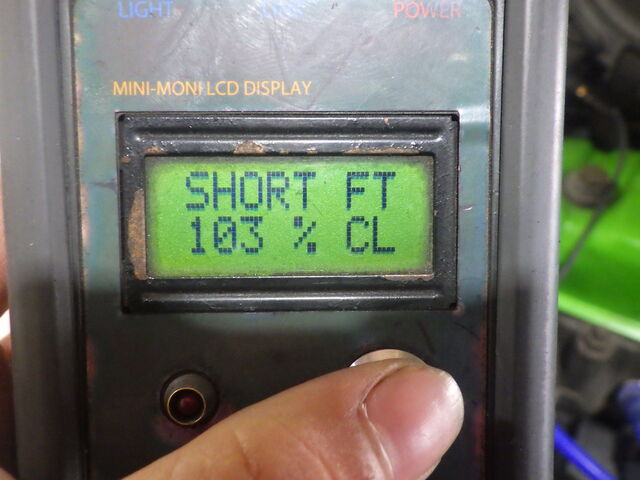 LIGHT POWER
MINI-MONI LCD DISPLAY
SHORT FT
103 % CL